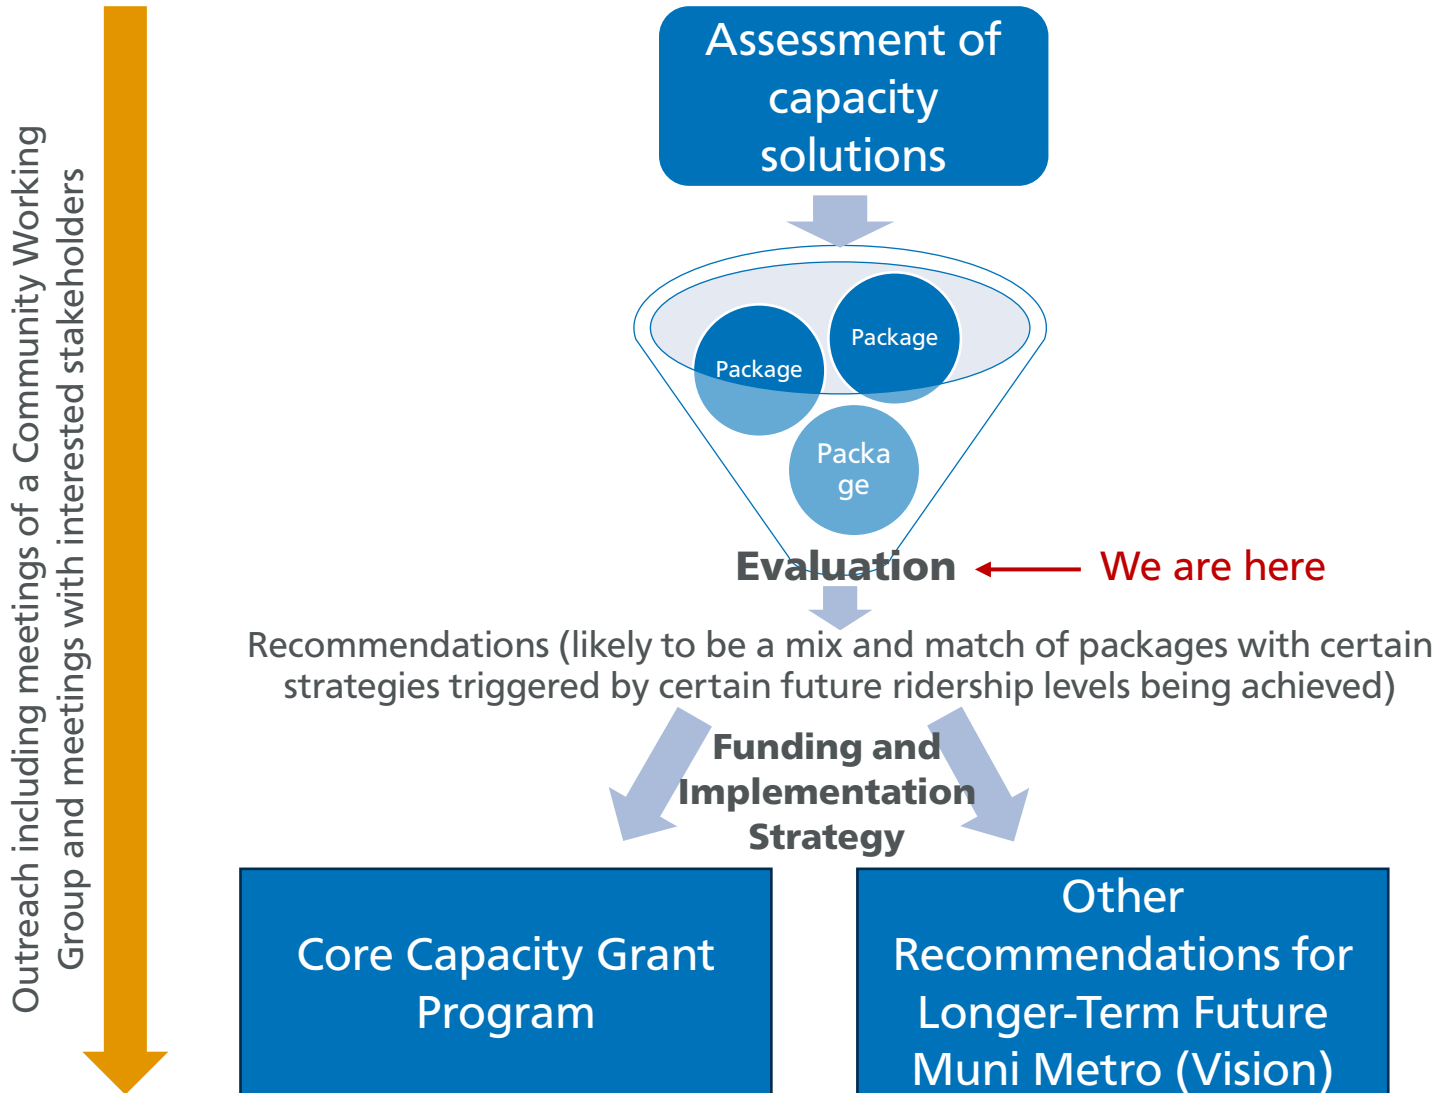 Outreach including meetings of a Community Working
Group and meetings with interested stakeholders
Assessment of
capacity
solutions
Package
Package
Packa
ge
Evaluation
We are here
Recommendations (likely to be a mix and match of packages with certain
strategies triggered by certain future ridership levels being achieved)
Funding and
Implementation
Strategy
Core Capacity Grant
Program
Other
Recommendations for
Longer-Term Future
Muni Metro (Vision)